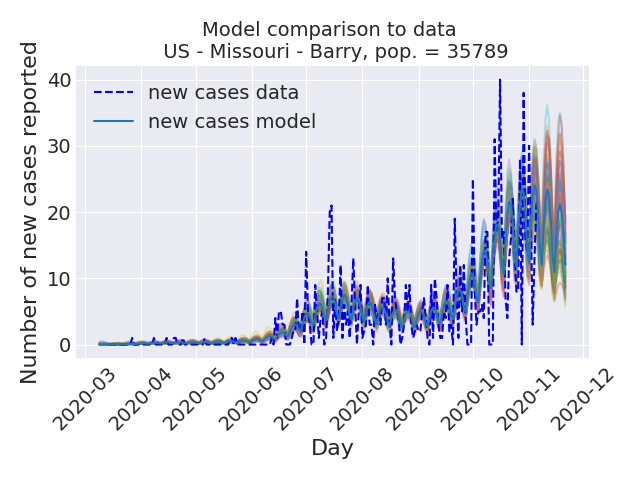 Model comparison to data
US - Missouri - Barry, pop. = 35789
Number of new cases reported
40
30
20
10
0
new cases data
new cases model
2020-03
2020-04
2020-05
2020-06
2020-07
2020-08
2020-09
2020-10
2020-11
2020-12
Day